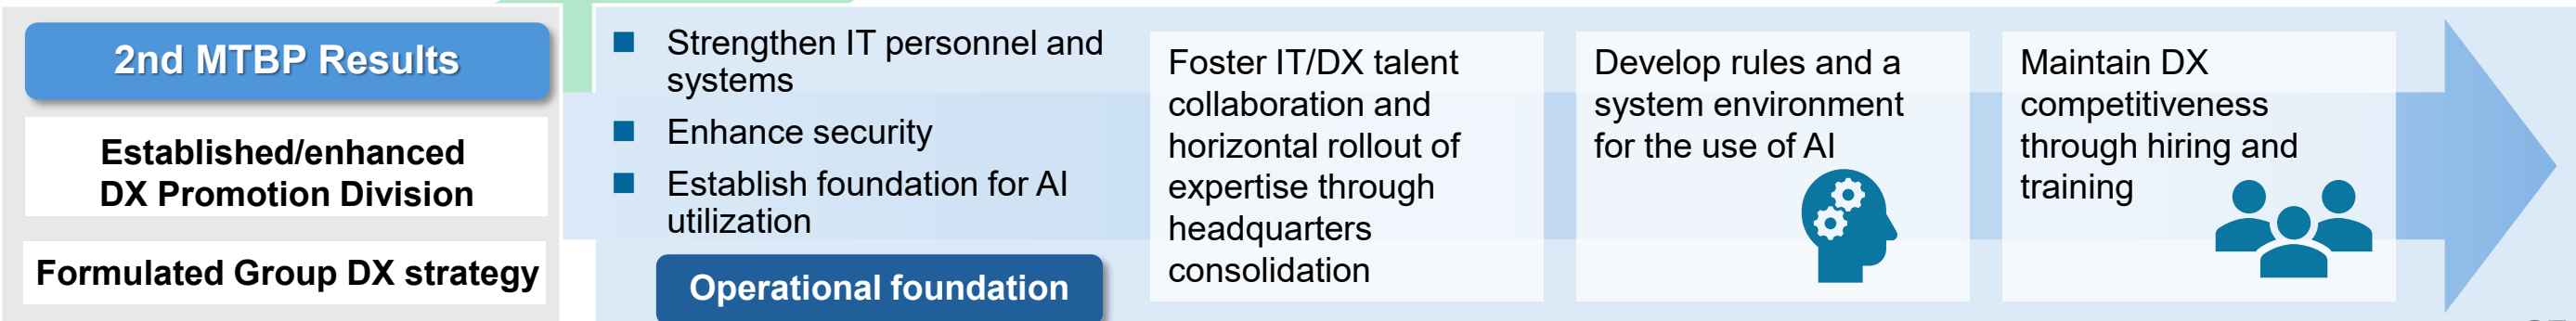 2nd MTBP Results
Established/enhanced
DX Promotion Division
Formulated Group DX strategy
Strengthen IT personnel and
systems
Enhance security
Establish foundation for AI
utilization
Operational foundation
Foster IT/DX talent
collaboration and
horizontal rollout of
expertise through
headquarters
consolidation
Develop rules and a
system environment
for the use of AI
Maintain DX
competitiveness
through hiring and
training